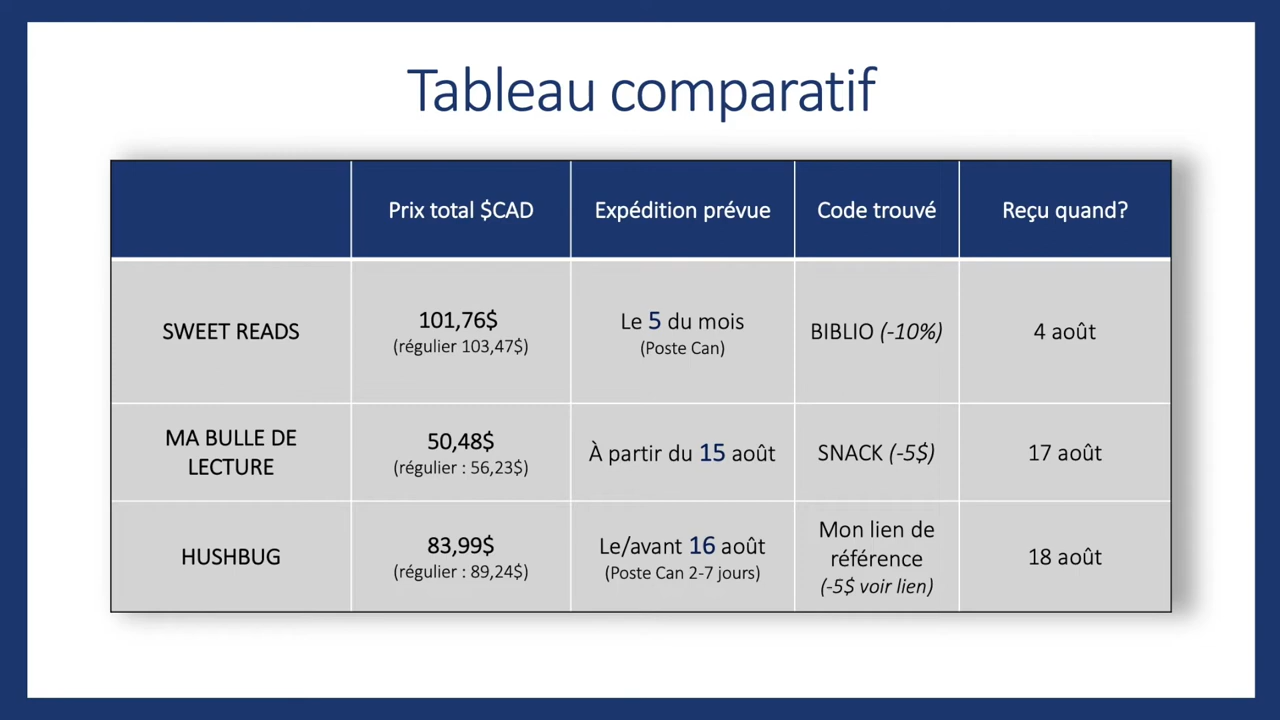 Tableau comparatif
Prix total $CAD
Expédition prévue
Code trouvé
Reçu quand?
SWEET READS
101,76$
(régulier 103,47$)
Le 5 du mois
(Poste Can)
BIBLIO (-10%)
4 août
MA BULLE DE
LECTURE
50,48$
(régulier : 56,23$)
À partir du 15 août
SNACK (-5$)
17 août
HUSHBUG
83,99$
(régulier : 89,24$)
Le/avant 16 août
(Poste Can 2-7 jours)
Mon lien de
référence
(-5$ voir lien)
18 août